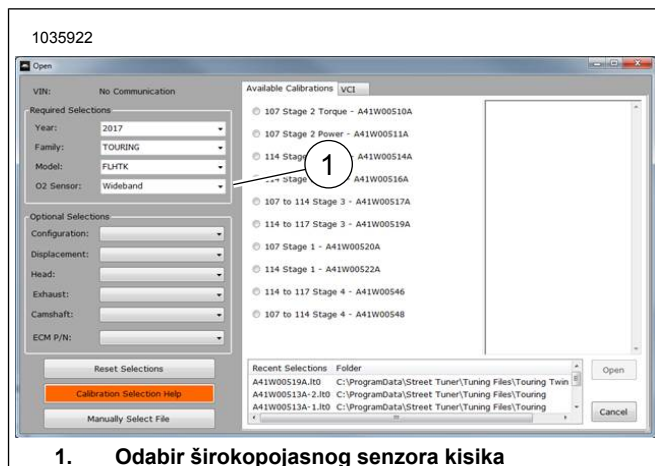 1035922
Open
VIN: No Communication
Required Selections
Year: 2017
Family: TOURING
Model: FLHTK
O2 Sensor: Wideband
Optional Selections
Configuration:
Displacement:
Head:
Exhaust:
Camshaft:
ECM P/N:
Reset Selections
Calibration Selection Help
Manually Select File
Available Calibrations VCI
107 Stage 2 Torque - A41W00510A
107 Stage 2 Power - A41W00511A
114 Stage A41W00514A
114 Stage A41W00516A
107 to 114 Stage 3 - A41W00517A
114 to 117 Stage 3 - A41W00519A
107 Stage 1 - A41W00520A
114 Stage 1 - A41W00522A
114 to 117 Stage 4 - A41W00546
107 to 114 Stage 4 - A41W00548
1
Recent Selections Folder
A41W00519A.lt0 C:\ProgramData\Street Tuner\Tuning Files\Touring Twin
A41W00513A-2.lt0 C:\ProgramData\Street Tuner\Tuning Files\Touring
A41W00513A-1.lt0 C:\ProgramData\Street Tuner\Tuning Files\Touring
Open
Cancel
1. Odabir širokopojasnog senzora kisika